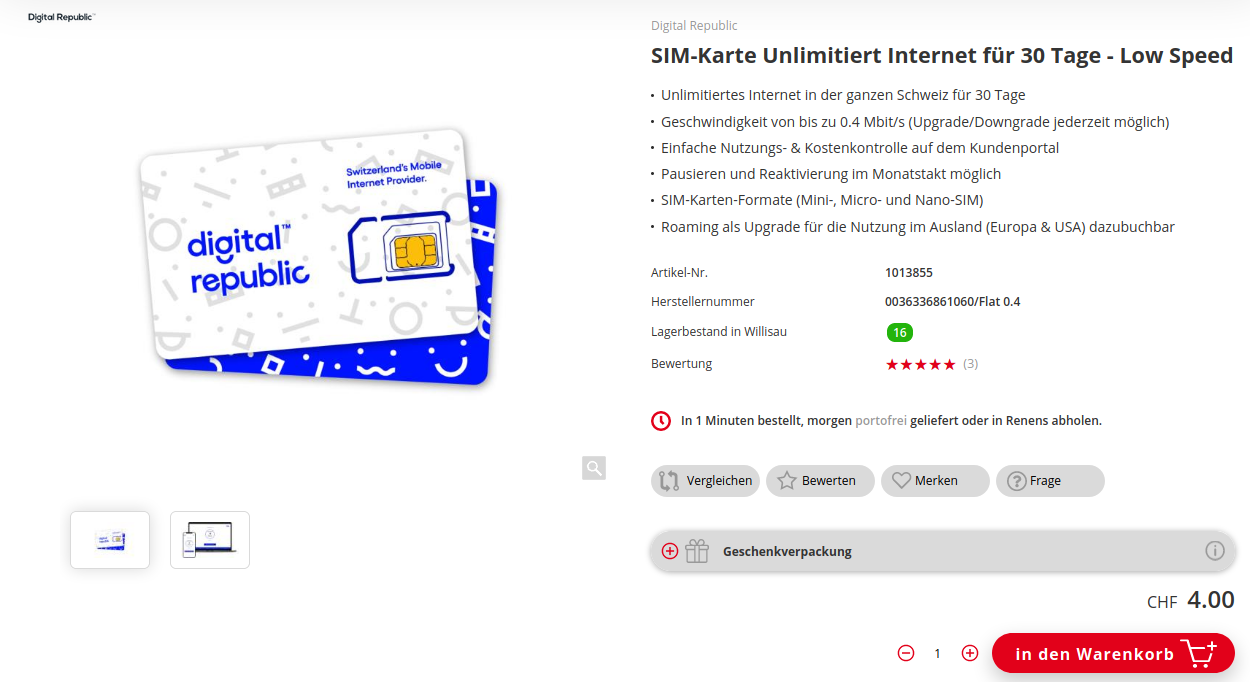 Digital Republic™
Switzerland's Mobile
Internet Provider.
digital™
republic
Digital Republic
SIM-Karte Unlimitiert Internet für 30 Tage - Low Speed
• Unlimitiertes Internet in der ganzen Schweiz für 30 Tage
• Geschwindigkeit von bis zu 0.4 Mbit/s (Upgrade/Downgrade jederzeit möglich)
• Einfache Nutzungs- & Kostenkontrolle auf dem Kundenportal
• Pausieren und Reaktivierung im Monatstakt möglich
• SIM-Karten-Formate (Mini-, Micro- und Nano-SIM)
• Roaming als Upgrade für die Nutzung im Ausland (Europa & USA) dazubuchbar
Artikel-Nr. 1013855
Herstellernummer 0036336861060/Flat 0.4
Lagerbestand in Willisau 16
Bewertung ★★★★★ (3)
In 1 Minuten bestellt, morgen portofrei geliefert oder in Renens abholen.
Vergleichen Bewerten Merken Frage
Geschenkverpackung
CHF 4.00
1 in den Warenkorb